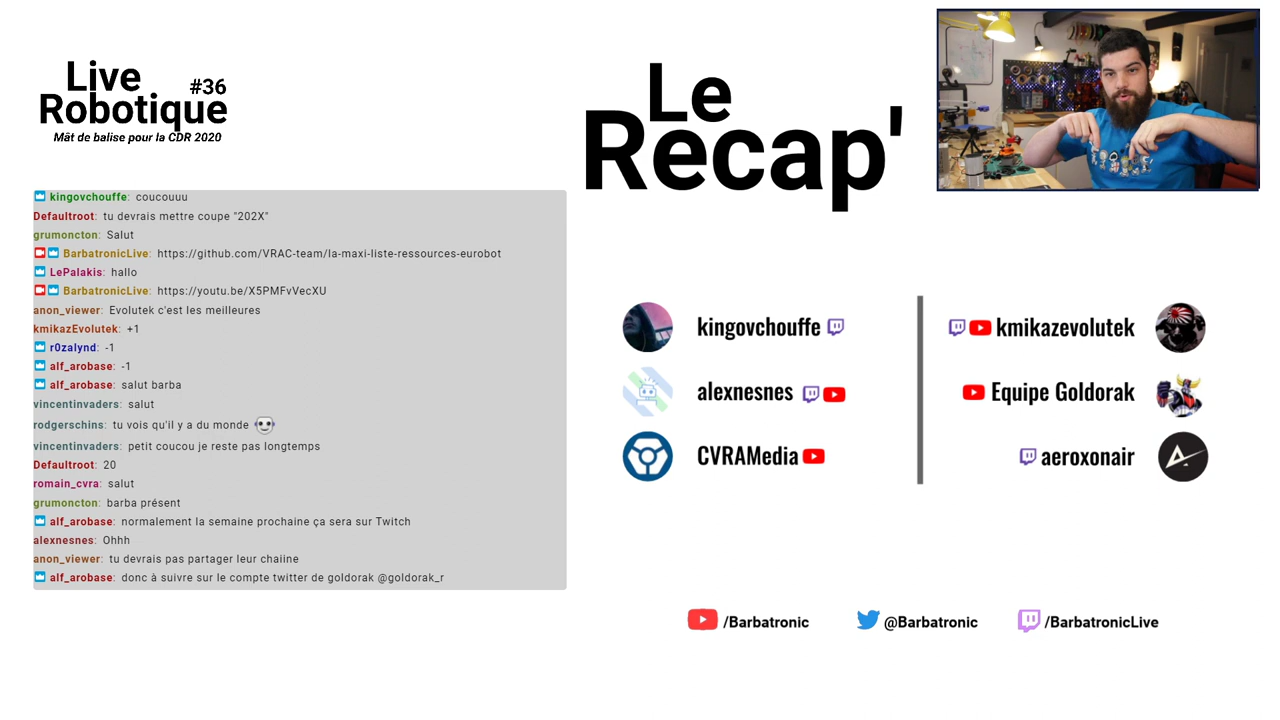 Live
#36
Robotique
Mât de balise pour la CDR 2020
Le
Recap'
kingovchouffe: coucouuu
Defaultroot: tu devrais mettre coupe "202X"
grumoncton: Salut
BarbatronicLive: https://github.com/VRAC-team/la-maxi-liste-ressources-eurobot
LePalakis: hallo
BarbatronicLive: https://youtu.be/X5PMFvVecXU
anon_viewer: Evolutek c'est les meilleures
kmikazEvolutek: +1
r0zalynd: -1
alf_arobase: -1
alf_arobase: salut barba
vincentinvaders: salut
rodgerschins: tu vois qu'il y a du monde
vincentinvaders: petit coucou je reste pas longtemps
Defaultroot: 20
romain_cvra: salut
grumoncton: barba présent
alf_arobase: normalement la semaine prochaine ça sera sur Twitch
alexnesnes: Ohhh
anon_viewer: tu devrais pas partager leur chaiine
alf_arobase: donc à suivre sur le compte twitter de goldorak @goldorak_r
kingovchouffe
alexnesnes
CVRAMedia
kmikazevolutek
Equipe Goldorak
aeroxonair
/Barbatronic
@Barbatronic
/BarbatronicLive